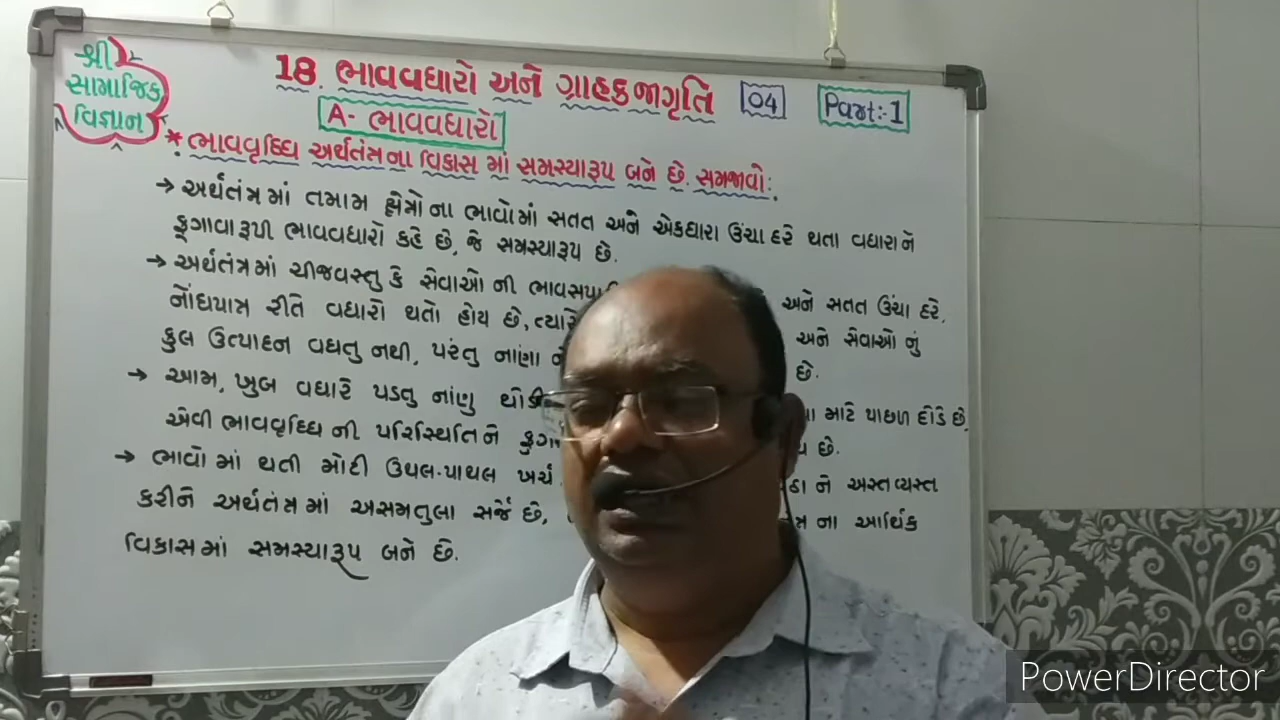 શ્રી
સામાજિક
વિજ્ઞાન
18. ભાવવધારો અને ગ્રાહક જાગૃતિ
04
Part:-1
A- ભાવવધારો
* ભાવવૃધ્ધિ અર્થતંત્રના વિકાસ માં સમસ્યારૂપ બને છે. સમજાવો:
→ અર્થતંત્રમાં તમામ ક્ષેત્રોના ભાવોમાં સતત અને એકધારા ઉંચા દરે થતા વધારાને
ફુગાવારૂપી ભાવવધારો કહે છે, જે સમસ્યારૂપ છે.
→ અર્થતંત્રમાં ચીજવસ્તુ કે સેવાઓ ની અને સતત ઉંચા દરે,
નોંધપાત્ર રીતે વધારો થતો હોય છે, ત્યારે અને સેવાઓ નું
કુલ ઉત્પાદન વધતુ નથી, પરંતુ નાંણા છે.
→ આમ, ખુબ વધારે પડતુ નાંણુ માટે પાછળ દોડે છે,
એવી ભાવવૃધ્ધિ ની પરિસ્થિતિ ને છે.
→ ભાવો માં થતી મોટી ઉથલ-પાથલ ખર્ચ ને અસ્તવ્યસ્ત
કરીને અર્થતંત્રમાં અસમતુલા સર્જે છે, ના આર્થિક
વિકાસમાં સમસ્યારૂપ બને છે.
PowerDirector